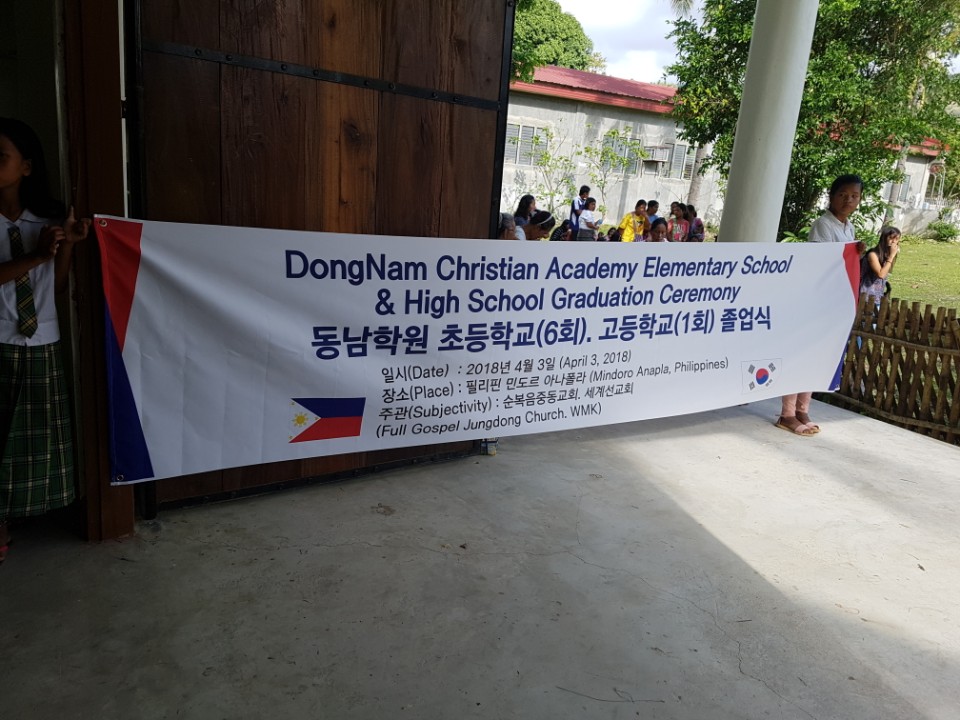 DongNam Christian Academy Elementary School
& High School Graduation Ceremony
동남학원 초등학교(6회). 고등학교(1회) 졸업식
일시(Date) : 2018년 4월 3일 (April 3, 2018)
장소(Place) : 필리핀 민도르 아나폴라 (Mindoro Anapla, Philippines)
주관(Subjectivity) : 순복음중동교회. 세계선교회
(Full Gospel Jungdong Church. WMK)